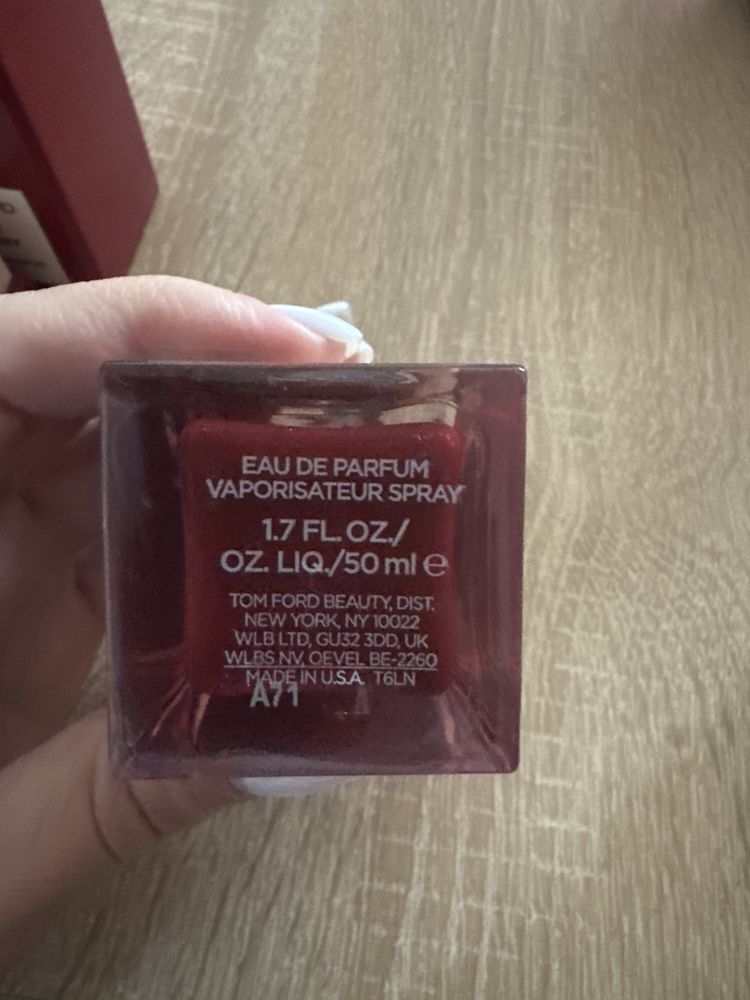 EAU DE PARFUM
VAPORISATEUR SPRAY
1.7 FL. OZ./
OZ. LIQ./50 ml ℮
TOM FORD BEAUTY, DIST.
NEW YORK, NY 10022
WLB LTD, GU32 3DD, UK
WLBS NV, OEVEL BE-2260
MADE IN U.S.A. T6LN
A71